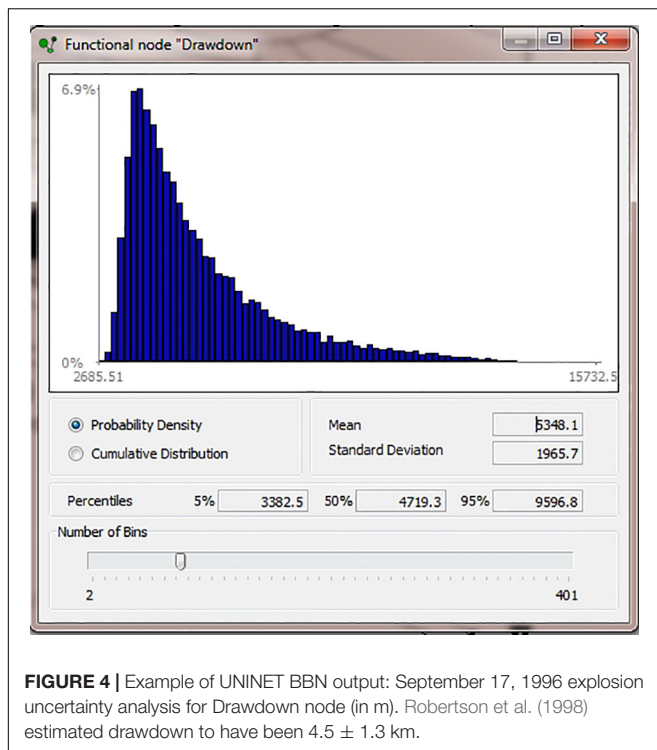 Functional node "Drawdown"
6.9%
0%
2685.51
15732.5
Probability Density
Cumulative Distribution
Mean 5348.1
Standard Deviation 1965.7
Percentiles 5% 3382.5 50% 4719.3 95% 9596.8
Number of Bins
2
401
FIGURE 4 | Example of UNINET BBN output: September 17, 1996 explosion
uncertainty analysis for Drawdown node (in m). Robertson et al. (1998)
estimated drawdown to have been 4.5 ± 1.3 km.